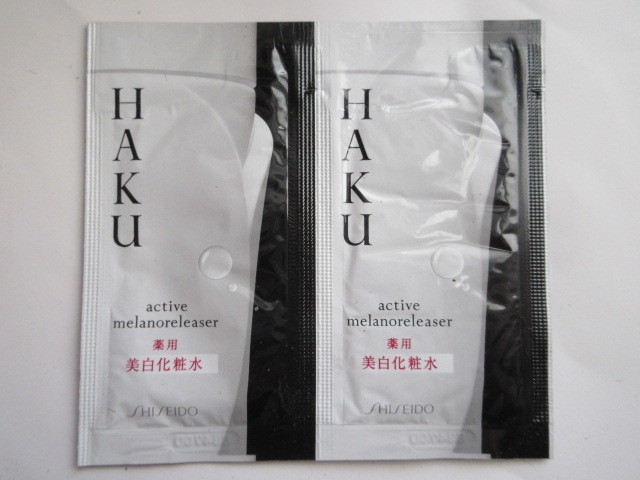 HAKU
active
melanoreleaser
薬用
美白化粧水
SHISEIDO
HAKU
active
melanoreleaser
薬用
美白化粧水
SHISEIDO